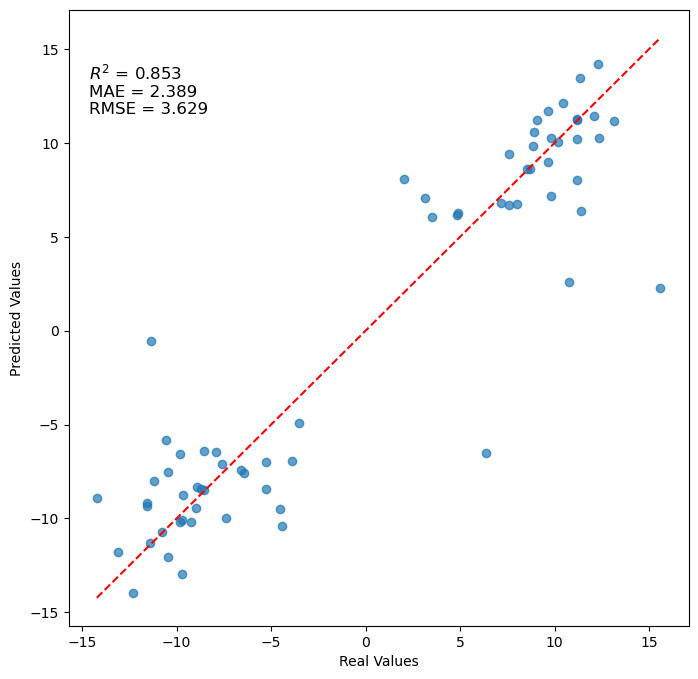 R² = 0.853
MAE = 2.389
RMSE = 3.629
15
10
5
0
−5
−10
−15
Predicted Values
−15 −10 −5 0 5 10 15
Real Values